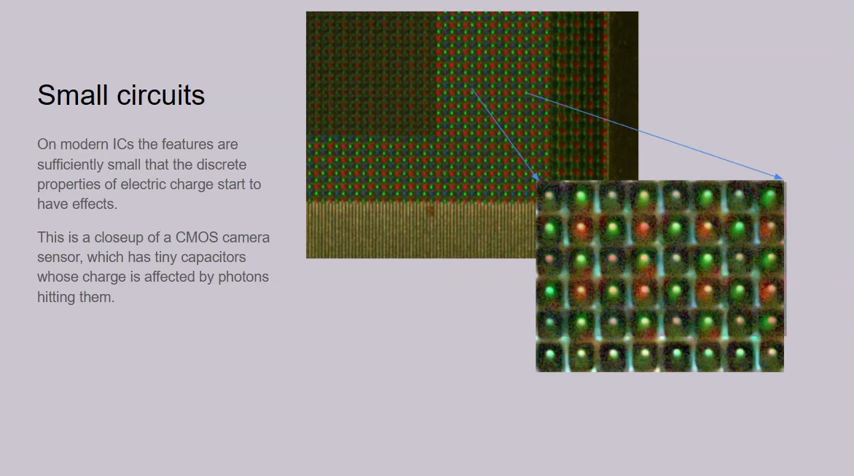 Small circuits
On modern ICs the features are
sufficiently small that the discrete
properties of electric charge start to
have effects.
This is a closeup of a CMOS camera
sensor, which has tiny capacitors
whose charge is affected by photons
hitting them.